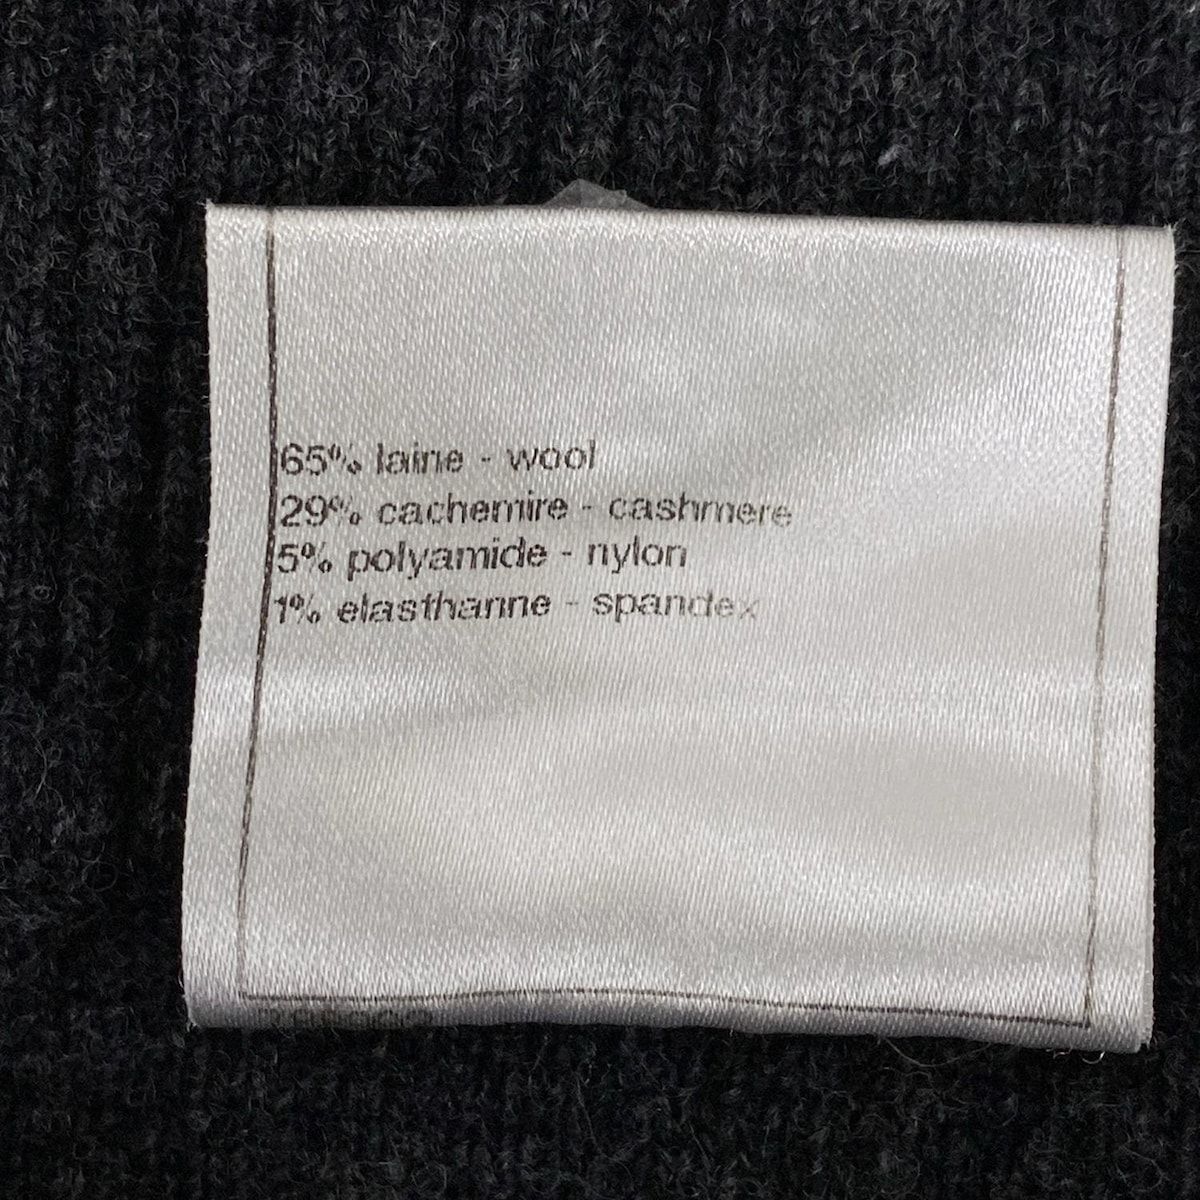 65% laine - wool
29% cachemire - cashmere
5% polyamide - nylon
1% elasthanne - spandex